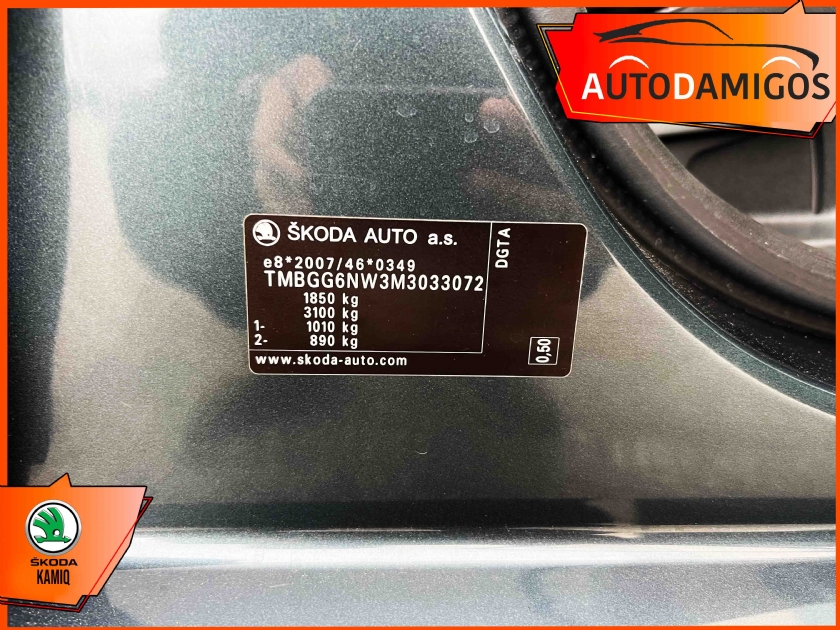 AUTODAMIGOS
ŠKODA AUTO a.s.
DGTA
e8*2007/46*0349
TMBGG6NW3M3033072
1850 kg
3100 kg
1- 1010 kg
2- 890 kg
0,50
www.skoda-auto.com
ŠKODA
KAMIQ